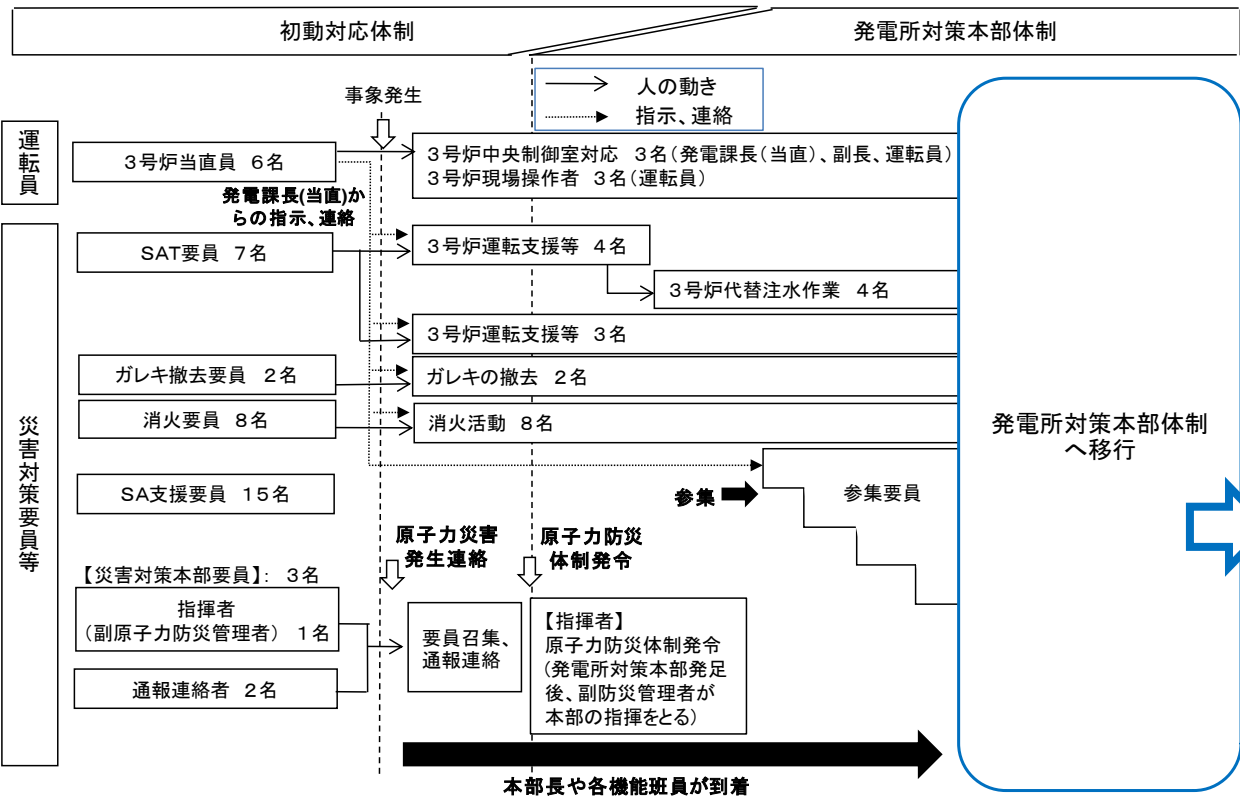 初動対応体制
発電所対策本部体制
人の動き
指示、連絡
事象発生
運転員
3号炉当直員 6名
3号炉中央制御室対応 3名(発電課長(当直)、副長、運転員)
3号炉現場操作者 3名(運転員)
発電課長(当直)か
らの指示、連絡
災害対策要員等
SAT要員 7名
3号炉運転支援等 4名
3号炉代替注水作業 4名
3号炉運転支援等 3名
ガレキ撤去要員 2名
ガレキの撤去 2名
消火要員 8名
消火活動 8名
SA支援要員 15名
参集
参集要員
発電所対策本部体制
へ移行
原子力災害
発生連絡
原子力防災
体制発令
【災害対策本部要員】: 3名
指揮者
(副原子力防災管理者) 1名
通報連絡者 2名
要員召集、
通報連絡
【指揮者】
原子力防災体制発令
(発電所対策本部発足
後、副防災管理者が
本部の指揮をとる)
本部長や各機能班員が到着